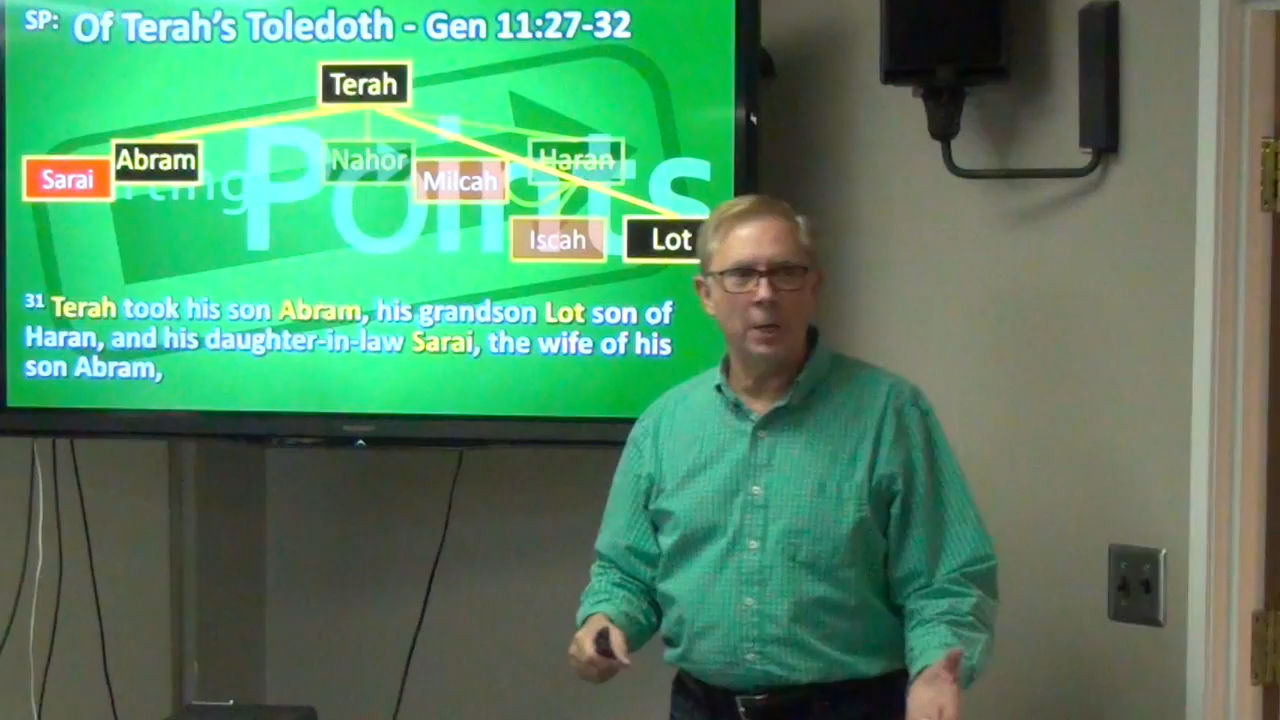 SP: Of Terah's Toledoth - Gen 11:27-32
Terah
Abram
Nahor
Haran
Sarai
Milcah
Iscah
Lot
Points
31 Terah took his son Abram, his grandson Lot son of
Haran, and his daughter-in-law Sarai, the wife of his
son Abram,